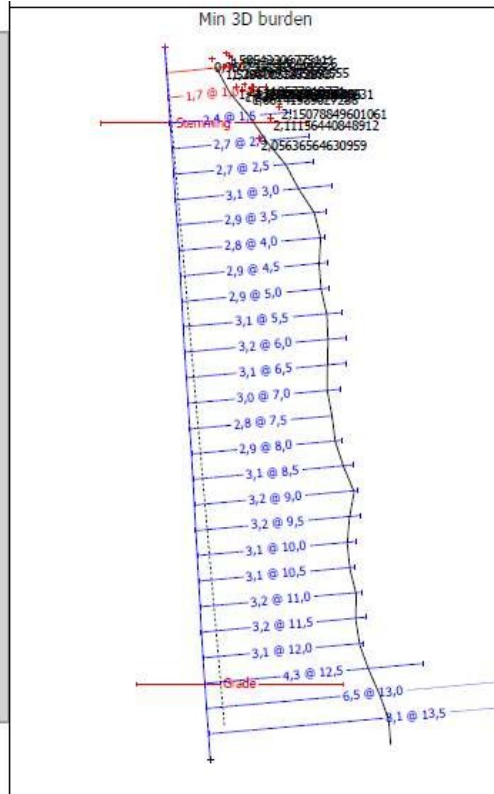 Min 3D burden
1,7 @
Stemming
2,4 @ 1,5
2,15078849601061
2,11156440848912
2,7 @
2,05636564630959
2,7 @ 2,5
3,1 @ 3,0
2,9 @ 3,5
2,8 @ 4,0
2,9 @ 4,5
2,9 @ 5,0
3,1 @ 5,5
3,2 @ 6,0
3,1 @ 6,5
3,0 @ 7,0
2,8 @ 7,5
2,9 @ 8,0
3,1 @ 8,5
3,2 @ 9,0
3,2 @ 9,5
3,1 @ 10,0
3,1 @ 10,5
3,2 @ 11,0
3,2 @ 11,5
3,1 @ 12,0
4,3 @ 12,5
Grade
6,5 @ 13,0
8,1 @ 13,5